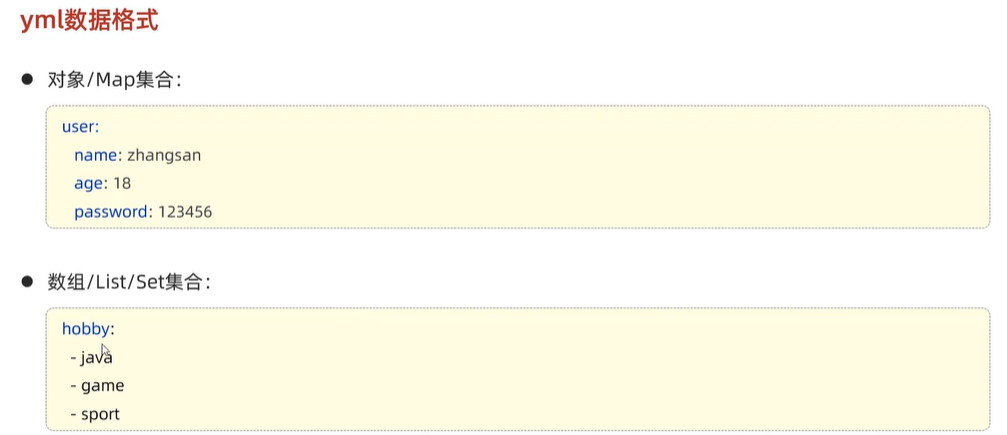 yml数据格式
● 对象/Map集合：
user:
  name: zhangsan
  age: 18
  password: 123456
● 数组/List/Set集合：
hobby:
  - java
  - game
  - sport